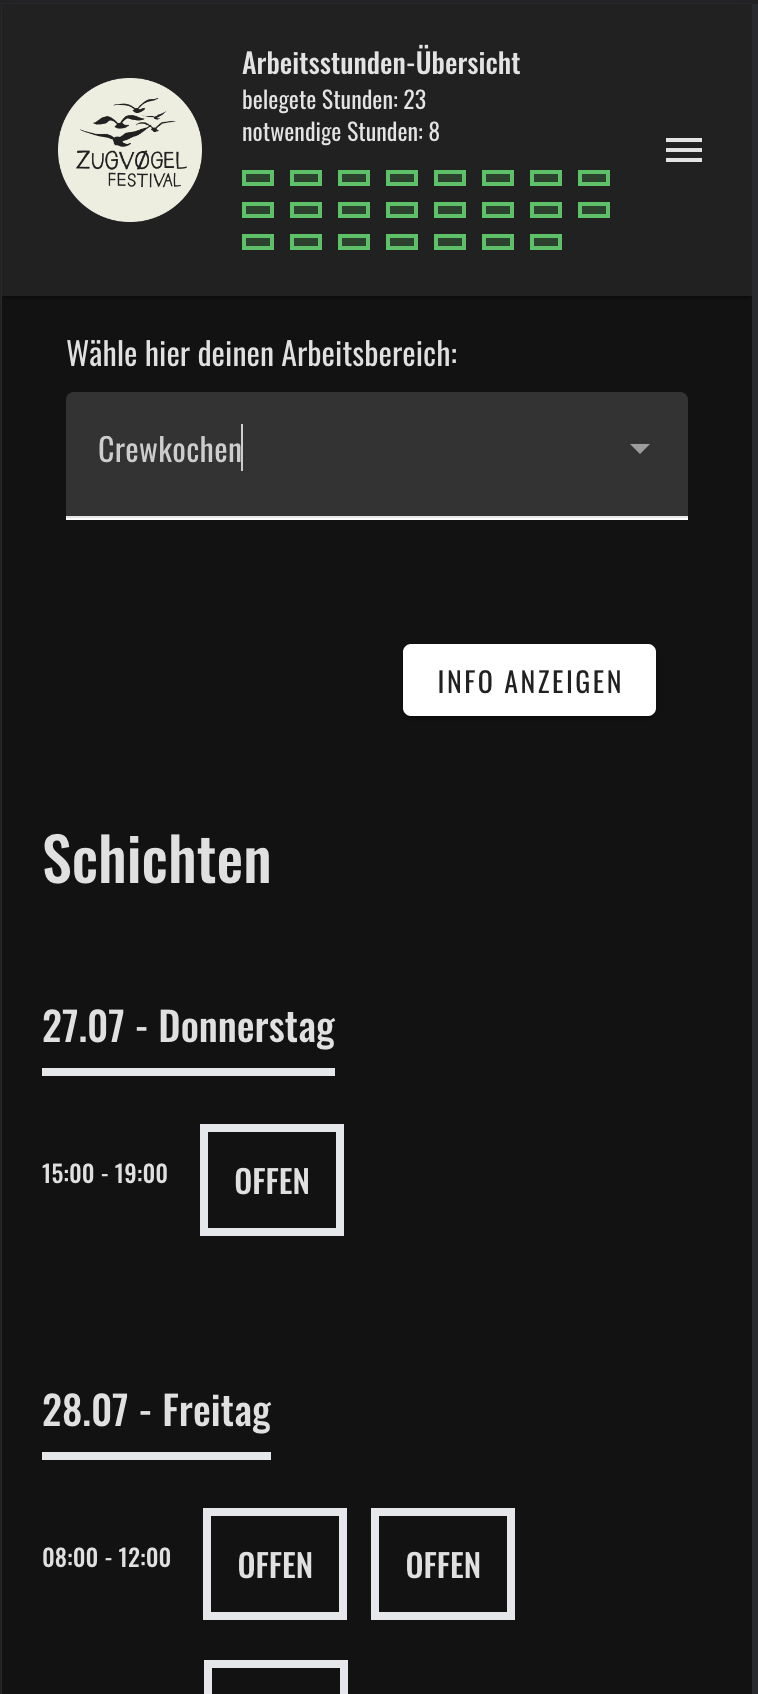 Arbeitsstunden-Übersicht
belegete Stunden: 23
notwendige Stunden: 8
ZUGVØGEL
FESTIVAL
Wähle hier deinen Arbeitsbereich:
Crewkochen
INFO ANZEIGEN
Schichten
27.07 - Donnerstag
15:00 - 19:00 OFFEN
28.07 - Freitag
08:00 - 12:00 OFFEN OFFEN